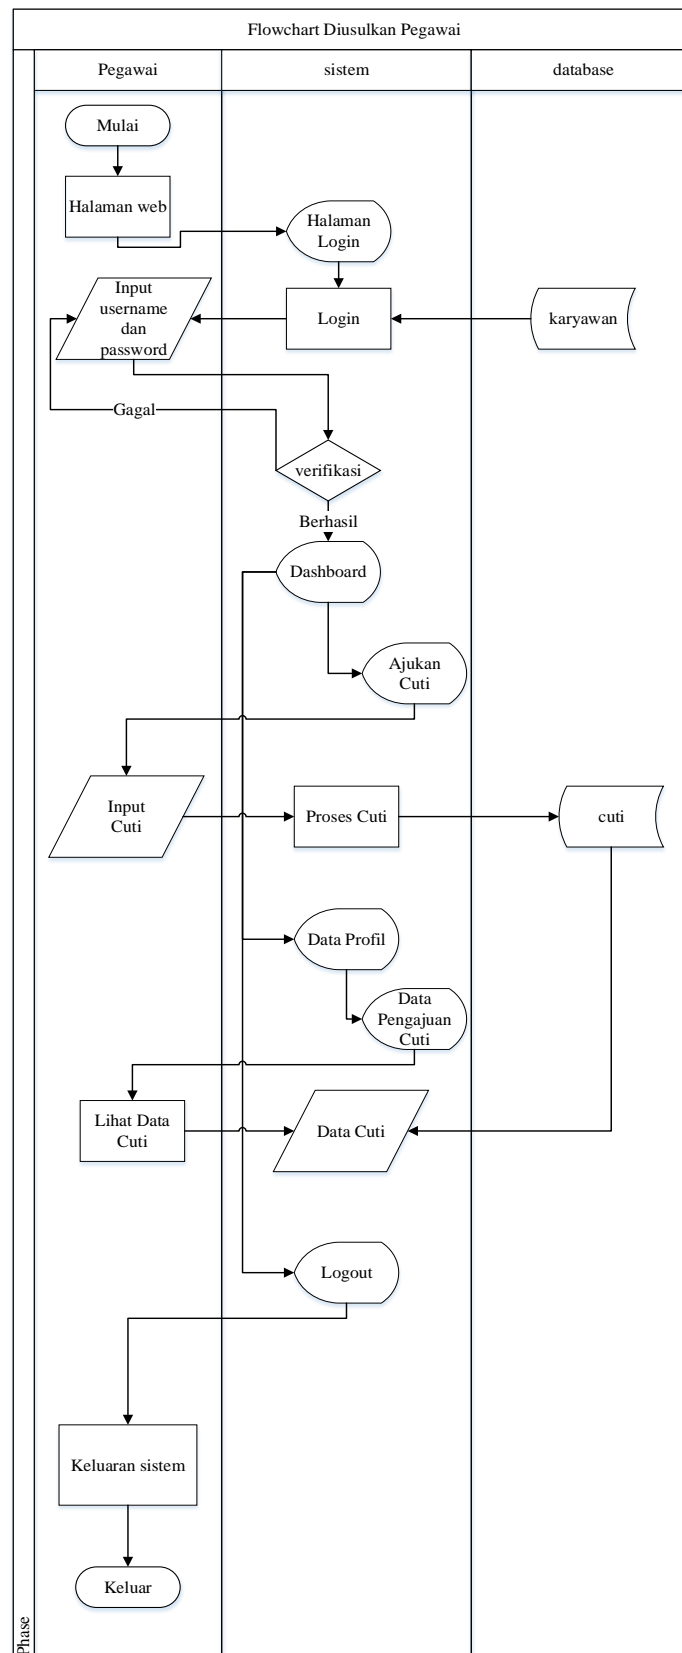 Flowchart Diusulkan Pegawai
Pegawai
sistem
database
Mulai
Halaman web
Halaman
Login
Input
username
dan
password
Login
karyawan
Gagal
verifikasi
Berhasil
Dashboard
Ajukan
Cuti
Input
Cuti
Proses Cuti
cuti
Data Profil
Data
Pengajuan
Cuti
Lihat Data
Cuti
Data Cuti
Logout
Keluaran sistem
Keluar
Phase